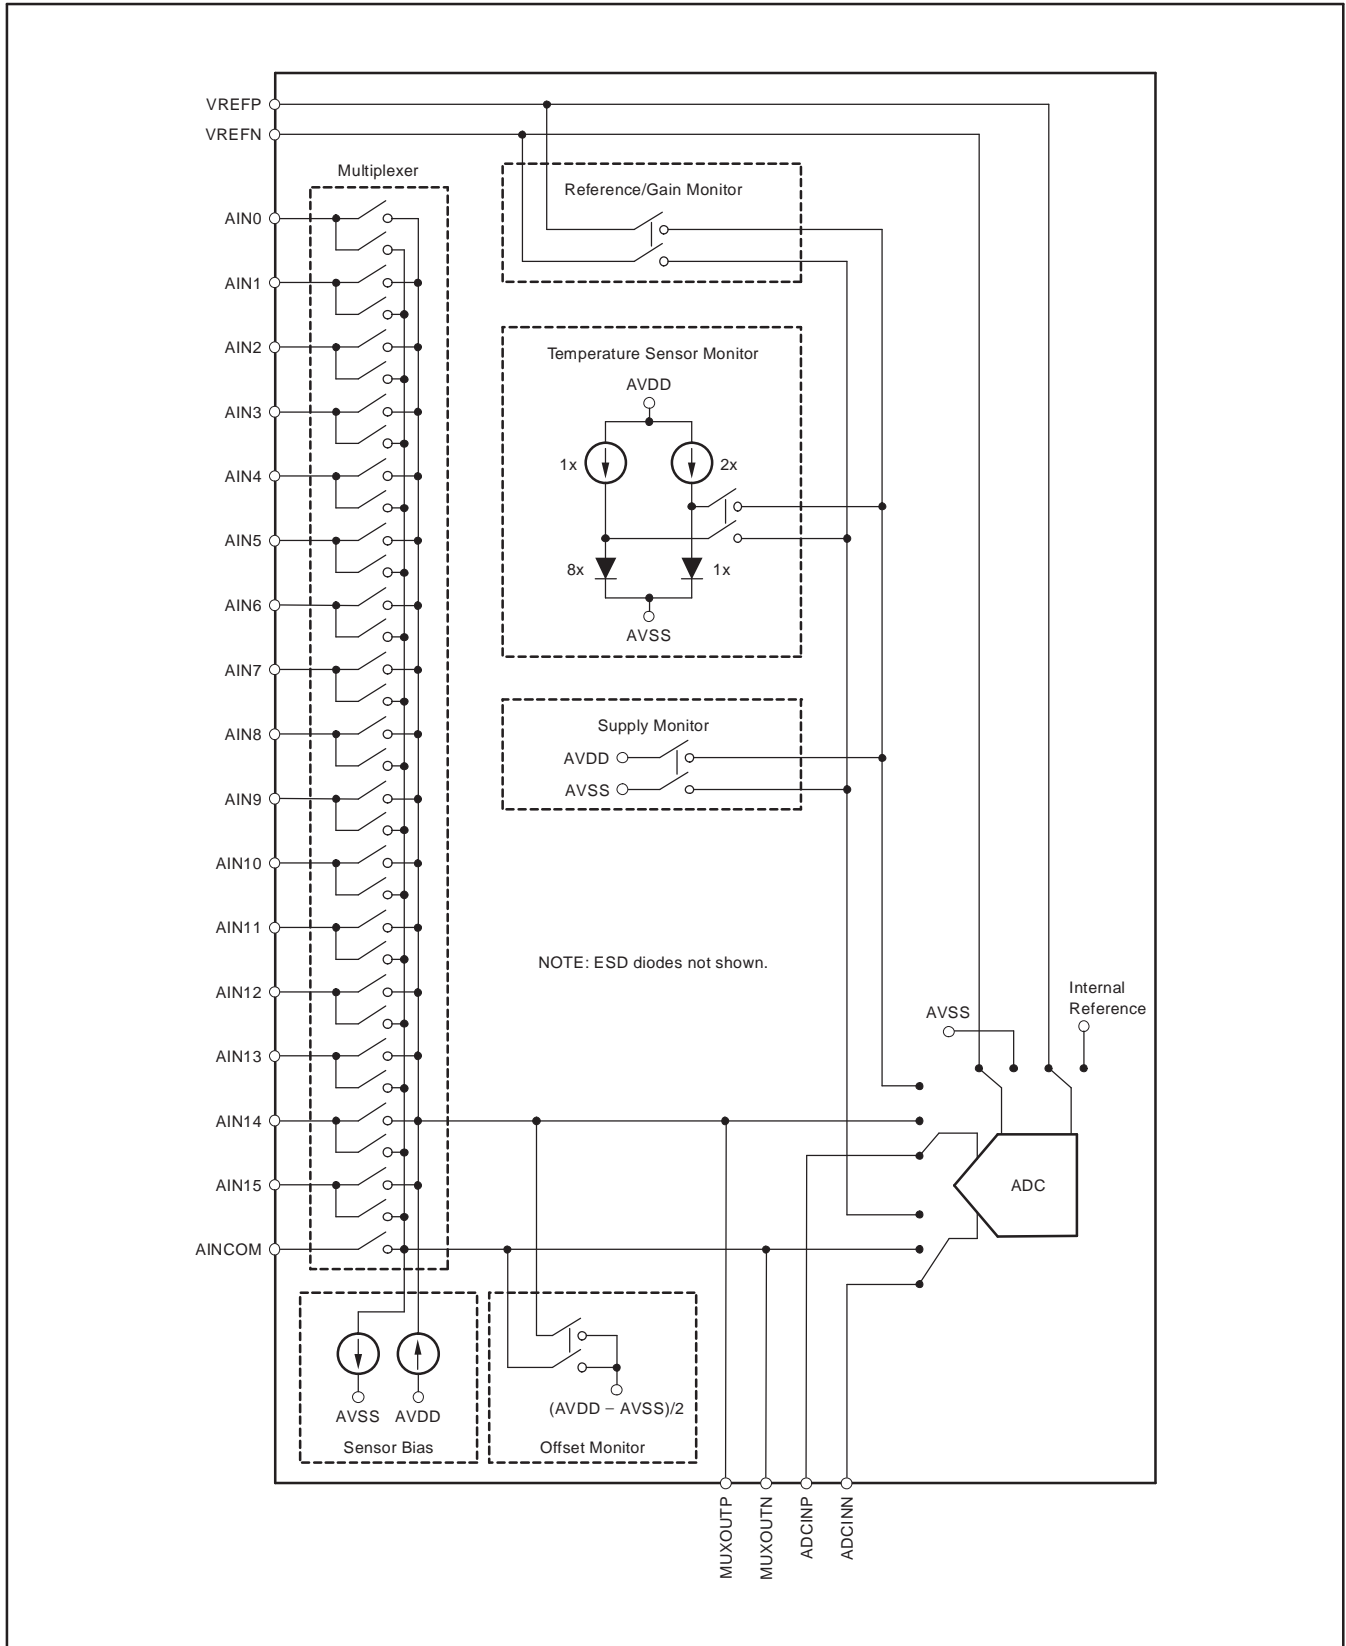 VREFP
VREFN
Multiplexer
Reference/Gain Monitor
AIN0
AIN1
AIN2
Temperature Sensor Monitor
AVDD
AIN3
1x
2x
AIN4
AIN5
8x
1x
AIN6
AVSS
AIN7
Supply Monitor
AIN8
AVDD
AVSS
AIN9
AIN10
AIN11
NOTE: ESD diodes not shown.
AIN12
Internal
Reference
AVSS
AIN13
AIN14
AIN15
ADC
AINCOM
(AVDD – AVSS)/2
AVSS
AVDD
Sensor Bias
Offset Monitor
MUXOUTP
MUXOUTN
ADCINP
ADCINN